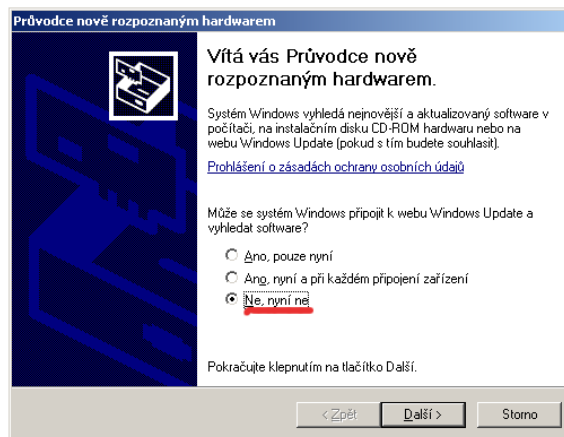 Průvodce nově rozpoznaným hardwarem
Vítá vás Průvodce nově
rozpoznaným hardwarem.
Systém Windows vyhledá nejnovější a aktualizovaný software v
počítači, na instalačním disku CD-ROM hardwaru nebo na
webu Windows Update (pokud s tím budete souhlasit).
Prohlášení o zásadách ochrany osobních údajů
Může se systém Windows připojit k webu Windows Update a
vyhledat software?
Ano, pouze nyní
Ano, nyní a při každém připojení zařízení
Ne, nyní ne
Pokračujte klepnutím na tlačítko Další.
< Zpět Další > Storno